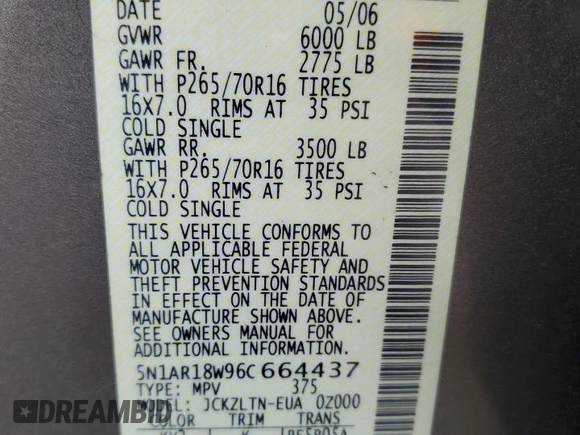 DATE 05/06
GVWR 6000 LB
GAWR FR. 2775 LB
WITH P265/70R16 TIRES
16X7.0 RIMS AT 35 PSI
COLD SINGLE
GAWR RR. 3500 LB
WITH P265/70R16 TIRES
16X7.0 RIMS AT 35 PSI
COLD SINGLE
THIS VEHICLE CONFORMS TO
ALL APPLICABLE FEDERAL
MOTOR VEHICLE SAFETY AND
THEFT PREVENTION STANDARDS
IN EFFECT ON THE DATE OF
MANUFACTURE SHOWN ABOVE.
SEE OWNERS MANUAL FOR
ADDITIONAL INFORMATION.
5N1AR18W96C664437
TYPE: MPV 375
MODEL: JCKZLTN-EUA 0Z000
COLOR TRIM TRANS
K
AUTOBIDCAR